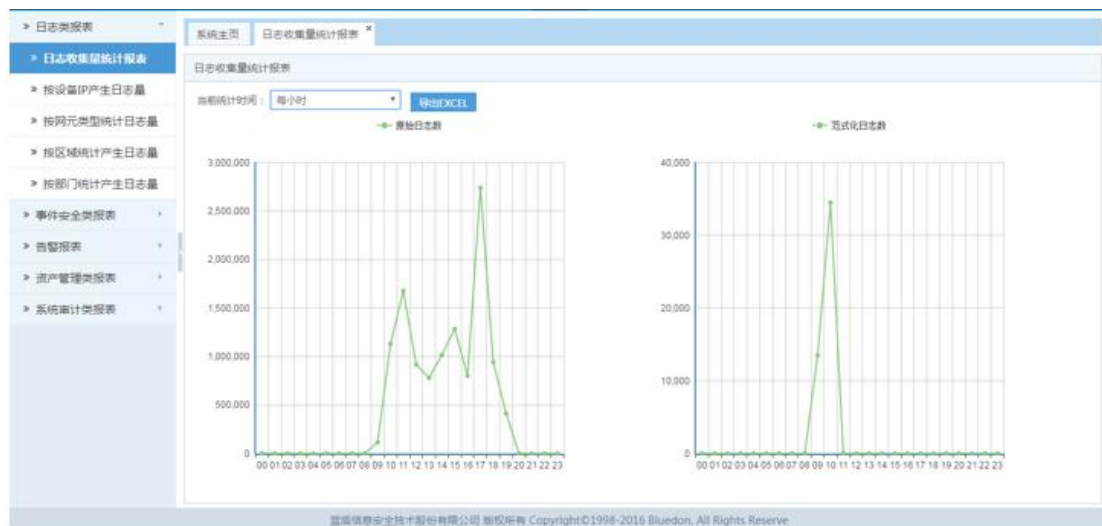 日志类报表
日志收集量统计报表
按设备IP产生日志量
按网元类型统计日志量
按区域统计产生日志量
按部门统计产生日志量
事件安全类报表
告警报表
资产管理类报表
系统审计类报表
系统主页 日志收集量统计报表
日志收集量统计报表
当前统计时间： 每小时 导出EXCEL
原始日志数
3,000,000
2,500,000
2,000,000
1,500,000
1,000,000
500,000
0
00 01 02 03 04 05 06 07 08 09 10 11 12 13 14 15 16 17 18 19 20 21 22 23
范式化日志数
40,000
30,000
20,000
10,000
0
00 01 02 03 04 05 06 07 08 09 10 11 12 13 14 15 16 17 18 19 20 21 22 23
蓝盾信息安全技术股份有限公司 版权所有 Copyright©1998-2016 Bluedon. All Rights Reserve